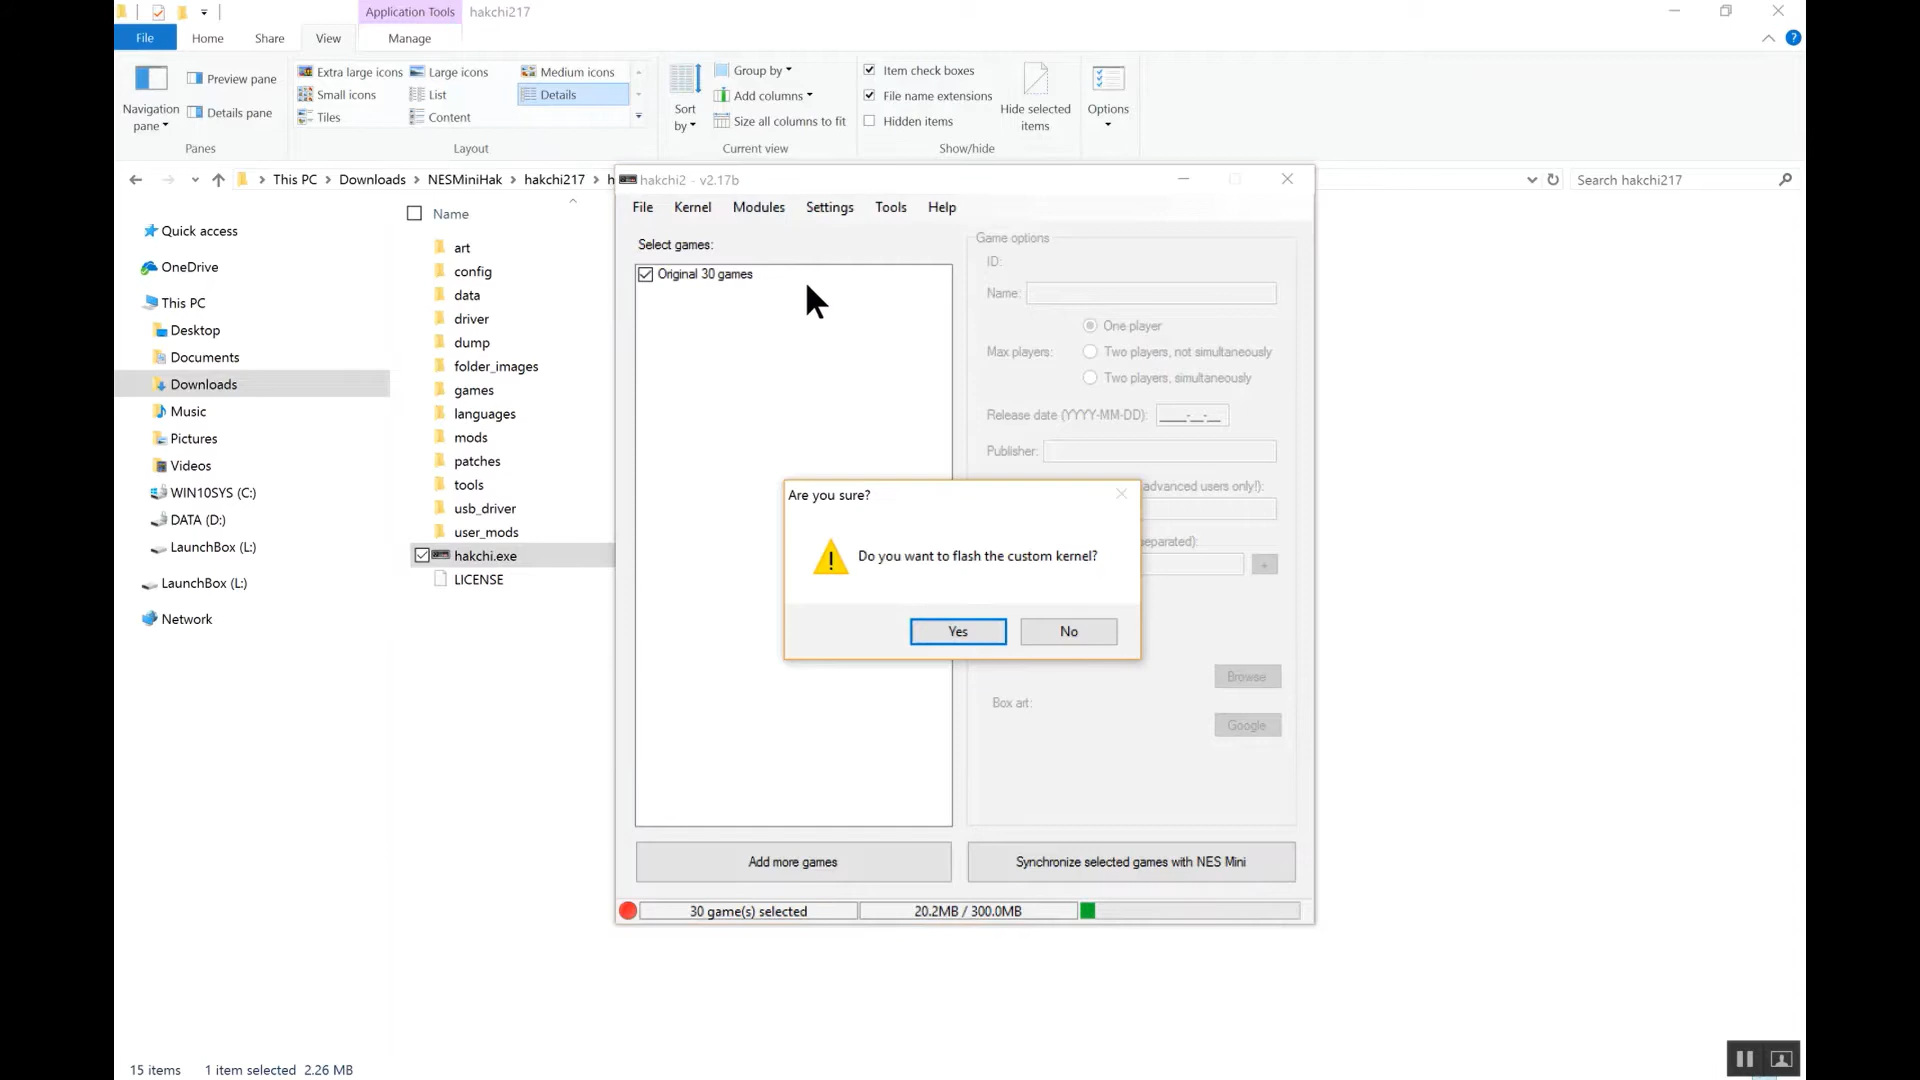 Application Tools
hakchi217
File
Home
Share
View
Manage
Navigation pane
Preview pane
Details pane
Panes
Extra large icons
Large icons
Medium icons
Small icons
List
Details
Tiles
Content
Layout
Sort by
Group by
Add columns
Size all columns to fit
Current view
Item check boxes
File name extensions
Hidden items
Hide selected items
Show/hide
Options
This PC > Downloads > NESMiniHak > hakchi217 > h
Search hakchi217
Quick access
OneDrive
This PC
Desktop
Documents
Downloads
Music
Pictures
Videos
WIN10SYS (C:)
DATA (D:)
LaunchBox (L:)
LaunchBox (L:)
Network
Name
art
config
data
driver
dump
folder_images
games
languages
mods
patches
tools
usb_driver
user_mods
hakchi.exe
LICENSE
hakchi2 - v2.17b
File
Kernel
Modules
Settings
Tools
Help
Select games:
Original 30 games
Game options
ID:
Name:
One player
Max players:
Two players, not simultaneously
Two players, simultaneously
Release date (YYYY-MM-DD):
____-__-__
Publisher:
advanced users only!):
eparated):
+
Browse
Box art:
Google
Are you sure?
Do you want to flash the custom kernel?
Yes
No
Add more games
Synchronize selected games with NES Mini
30 game(s) selected
20.2MB / 300.0MB
15 items
1 item selected 2.26 MB